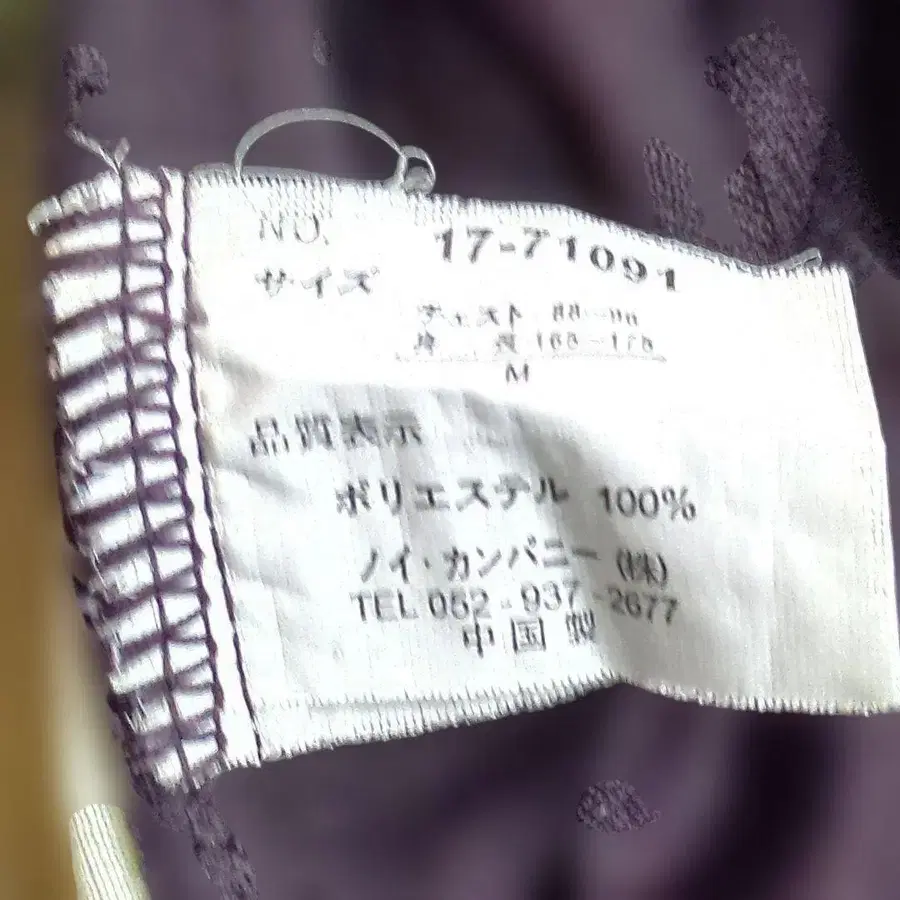 NO. 17-71091
サイズ
チェスト 88-96
身 長 165-175
M
品質表示
ポリエステル 100%
ノイ・カンパニー(株)
TEL 052-937-2677
中国製